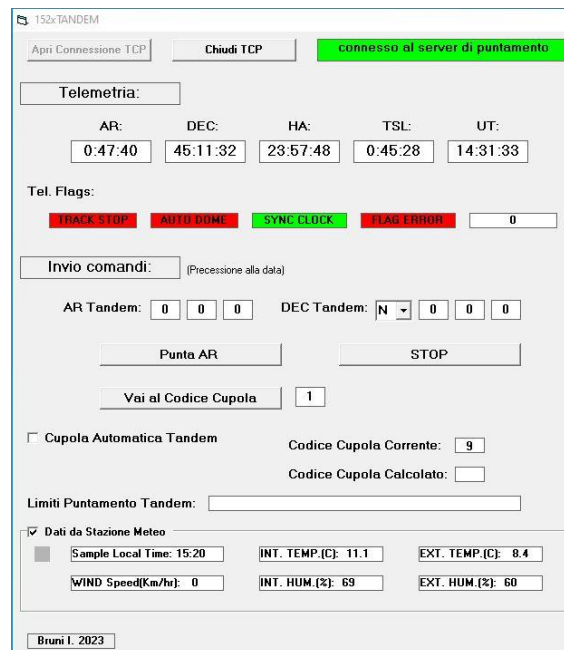 152xTANDEM
Apri Connessione TCP Chiudi TCP connesso al server di puntamento
Telemetria:
AR: DEC: HA: TSL: UT:
0:47:40 45:11:32 23:57:48 0:45:28 14:31:33
Tel. Flags:
TRACK STOP AUTO DOME SYNC CLOCK FLAG ERROR 0
Invio comandi: (Precessione alla data)
AR Tandem: 0 0 0 DEC Tandem: N 0 0 0
Punta AR STOP
Vai al Codice Cupola 1
Cupola Automatica Tandem
Codice Cupola Corrente: 9
Codice Cupola Calcolato:
Limiti Puntamento Tandem:
Dati da Stazione Meteo
Sample Local Time: 15:20 INT. TEMP.(C): 11.1 EXT. TEMP.(C): 8.4
WIND Speed(Km/hr): 0 INT. HUM.(%): 69 EXT. HUM.(%): 60
Bruni I. 2023